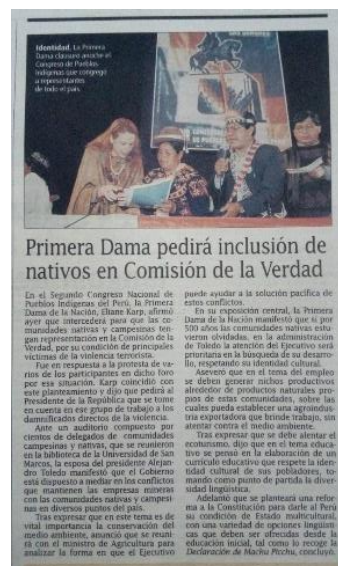 Identidad. La Primera
Dama clausuró anoche el
Congreso de Pueblos
Indígenas que congregó
a representantes
de todo el país.
Primera Dama pedirá inclusión de
nativos en Comisión de la Verdad
En el Segundo Congreso Nacional de
Pueblos Indígenas del Perú, la Primera
Dama de la Nación, Eliane Karp, afirmó
ayer que intercederá para que las co-
munidades nativas y campesinas ten-
gan representación en la Comisión de la
Verdad, por su condición de principales
víctimas de la violencia terrorista.
Fue en respuesta a la protesta de va-
rios de los participantes en dicho foro
por esa situación. Karp coincidió con
este planteamiento y dijo que pedirá al
Presidente de la República que se tome
en cuenta en ese grupo de trabajo a los
damnificados directos de la violencia.
Ante un auditorio compuesto por
cientos de delegados de comunidades
campesinas y nativas, que se reunieron
en la biblioteca de la Universidad de San
Marcos, la esposa del presidente Alejan-
dro Toledo manifestó que el Gobierno
está dispuesto a mediar en los conflictos
que mantienen las empresas mineras
con las comunidades nativas y campesi-
nas en diversos puntos del país.
Tras expresar que en este tema es de
vital importancia la conservación del
medio ambiente, anunció que se reuni-
rá con el ministro de Agricultura para
analizar la forma en que el Ejecutivo
puede ayudar a la solución pacífica de
estos conflictos.
En su exposición central, la Primera
Dama de la Nación manifestó que si por
500 años las comunidades nativas estu-
vieron olvidadas, en la administración
de Toledo la atención del Ejecutivo será
prioritaria en la búsqueda de su desarro-
llo, respetando su identidad cultural.
Aseveró que en el tema del empleo
se deben generar nichos productivos
alrededor de productos naturales pro-
pios de estas comunidades, sobre las
cuales pueda establecer una agroindus-
tria exportadora que brinde trabajo, sin
atentar contra el medio ambiente.
Tras expresar que se debe alentar el
ecoturismo, dijo que en el tema educa-
tivo se pensó en la elaboración de un
currículo educativo que respete la iden-
tidad cultural de sus pobladores, to-
mando como punto de partida la diver-
sidad lingüística.
Adelantó que se planteará una refor-
ma a la Constitución para darle al Perú
su condición de Estado multicultural,
con una variedad de opciones lingüísti-
cas que deben ser ofrecidas desde la
educación inicial, tal como lo recoge la
Declaración de Machu Picchu, concluyó.